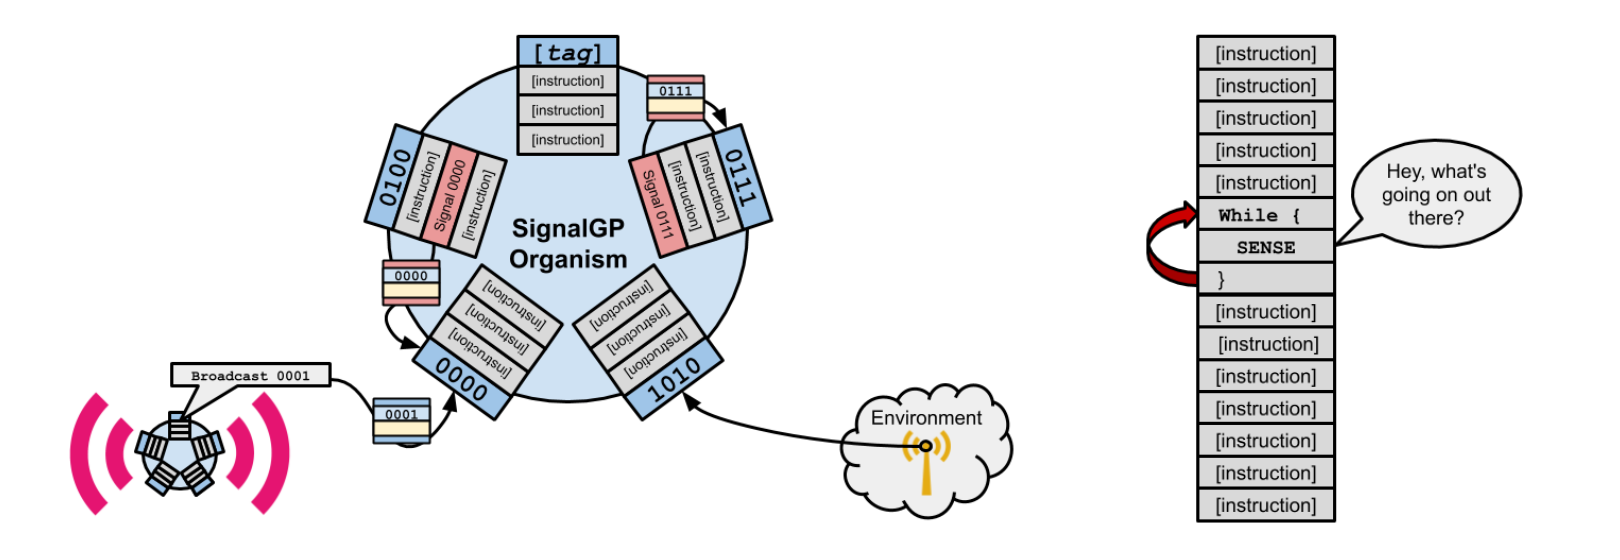 [tag]
[instruction]
[instruction]
[instruction]
0111
0100
[instruction]
Signal 0000
[instruction]
Signal 0111
[instruction]
[instruction]
0111
SignalGP
Organism
0000
[instruction]
[instruction]
[instruction]
0000
[instruction]
[instruction]
[instruction]
1010
Broadcast 0001
0001
Environment
[instruction]
[instruction]
[instruction]
[instruction]
[instruction]
While {
SENSE
}
[instruction]
[instruction]
[instruction]
[instruction]
[instruction]
[instruction]
[instruction]
Hey, what's
going on out
there?